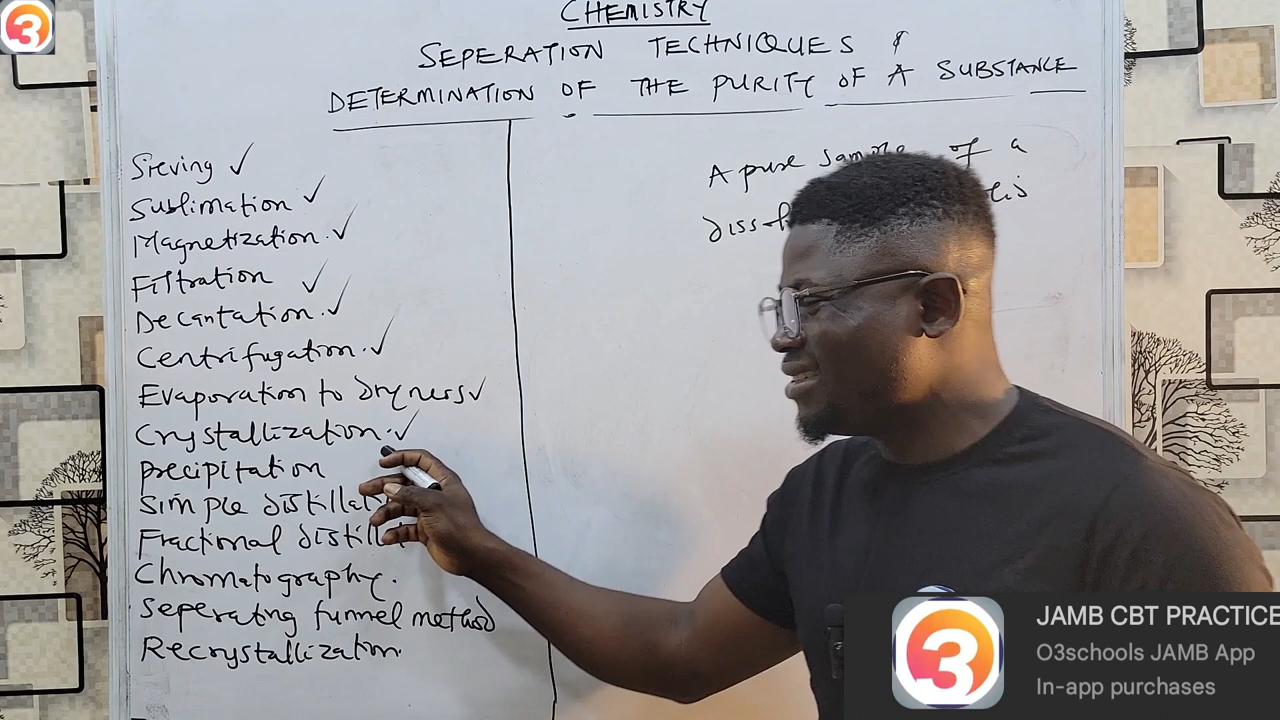 3
CHEMISTRY
SEPERATION TECHNIQUES &
DETERMINATION OF THE PURITY OF A SUBSTANCE
Sieving ✓
Sublimation ✓
Magnetization ✓
Filtration ✓
Decantation ✓
Centrifugation ✓
Evaporation to dryness ✓
Crystallization ✓
Precipitation
Simple
Fractional
Chromatography.
Seperating funnel method
Recrystallization
A pure of a
3
JAMB CBT PRACTICE
O3schools JAMB App
In-app purchases